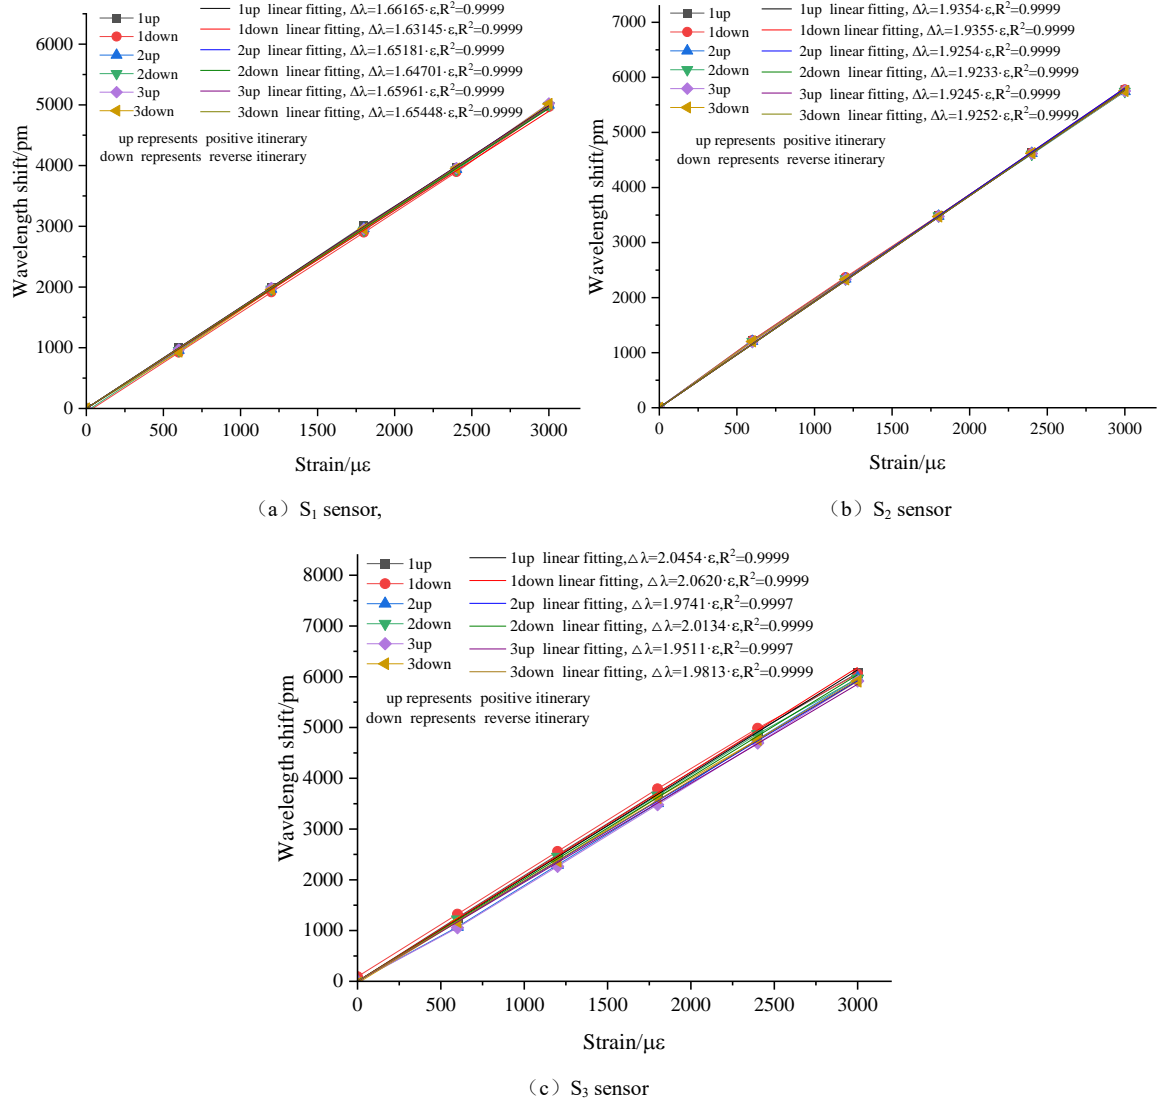 1up
1down
2up
2down
3up
3down
1up linear fitting, Δλ=1.66165·ε,R²=0.9999
1down linear fitting, Δλ=1.63145·ε,R²=0.9999
2up linear fitting, Δλ=1.65181·ε,R²=0.9999
2down linear fitting, Δλ=1.64701·ε,R²=0.9999
3up linear fitting, Δλ=1.65961·ε,R²=0.9999
3down linear fitting, Δλ=1.65448·ε,R²=0.9999
up represents positive itinerary
down represents reverse itinerary
Wavelength shift/pm
6000
5000
4000
3000
2000
1000
0
0 500 1000 1500 2000 2500 3000
Strain/με
（a）S₁ sensor,
1up
1down
2up
2down
3up
3down
1up linear fitting, Δλ=1.9354·ε,R²=0.9999
1down linear fitting, Δλ=1.9355·ε,R²=0.9999
2up linear fitting, Δλ=1.9254·ε,R²=0.9999
2down linear fitting, Δλ=1.9233·ε,R²=0.9999
3up linear fitting, Δλ=1.9245·ε,R²=0.9999
3down linear fitting, Δλ=1.9252·ε,R²=0.9999
up represents positive itinerary
down represents reverse itinerary
Wavelength shift/pm
7000
6000
5000
4000
3000
2000
1000
0
0 500 1000 1500 2000 2500 3000
Strain/με
（b）S₂ sensor
1up
1down
2up
2down
3up
3down
1up linear fitting,△λ=2.0454·ε,R²=0.9999
1down linear fitting, △λ=2.0620·ε,R²=0.9999
2up linear fitting, △λ=1.9741·ε,R²=0.9997
2down linear fitting, △λ=2.0134·ε,R²=0.9999
3up linear fitting, △λ=1.9511·ε,R²=0.9997
3down linear fitting, △λ=1.9813·ε,R²=0.9999
up represents positive itinerary
down represents reverse itinerary
Wavelength shift/pm
8000
7000
6000
5000
4000
3000
2000
1000
0
0 500 1000 1500 2000 2500 3000
Strain/με
（c）S₃ sensor